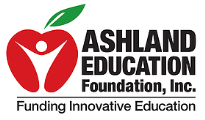 ASHLAND
EDUCATION
Foundation, Inc.
Funding Innovative Education